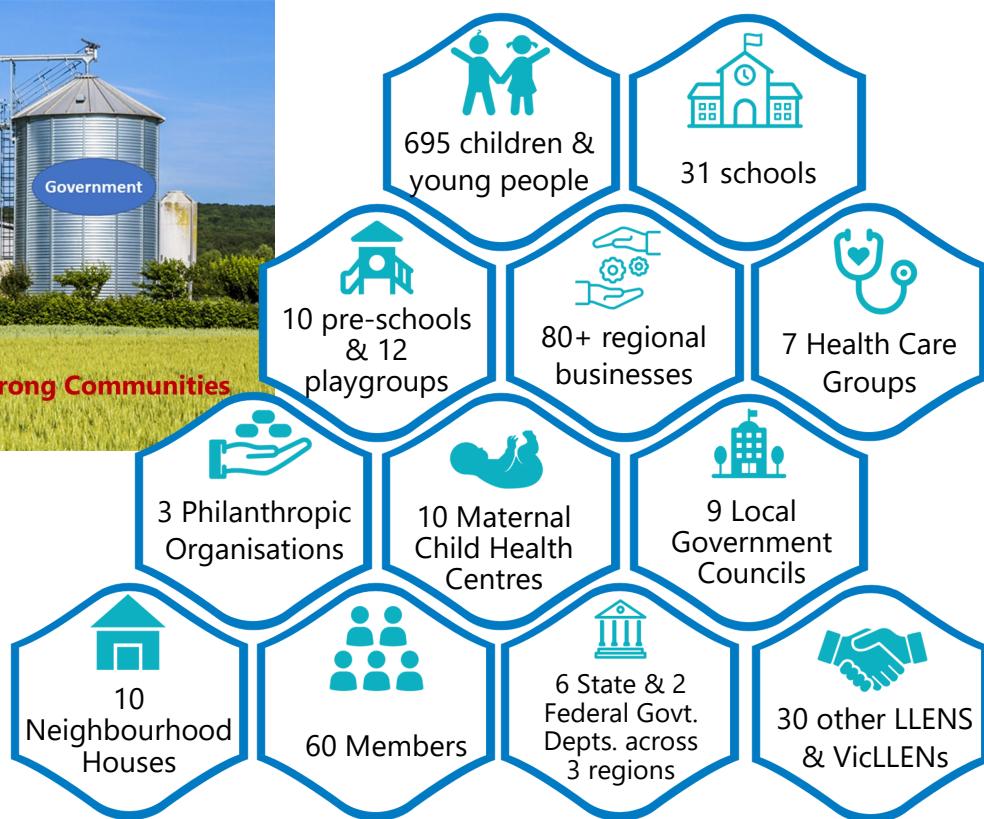 Government
Communities
695 children &
young people
31 schools
10 pre-schools
& 12
playgroups
80+ regional
businesses
7 Health Care
Groups
3 Philanthropic
Organisations
10 Maternal
Child Health
Centres
9 Local
Government
Councils
10
Neighbourhood
Houses
60 Members
6 State & 2
Federal Govt.
Depts. across
3 regions
30 other LLENS
& VicLLENs